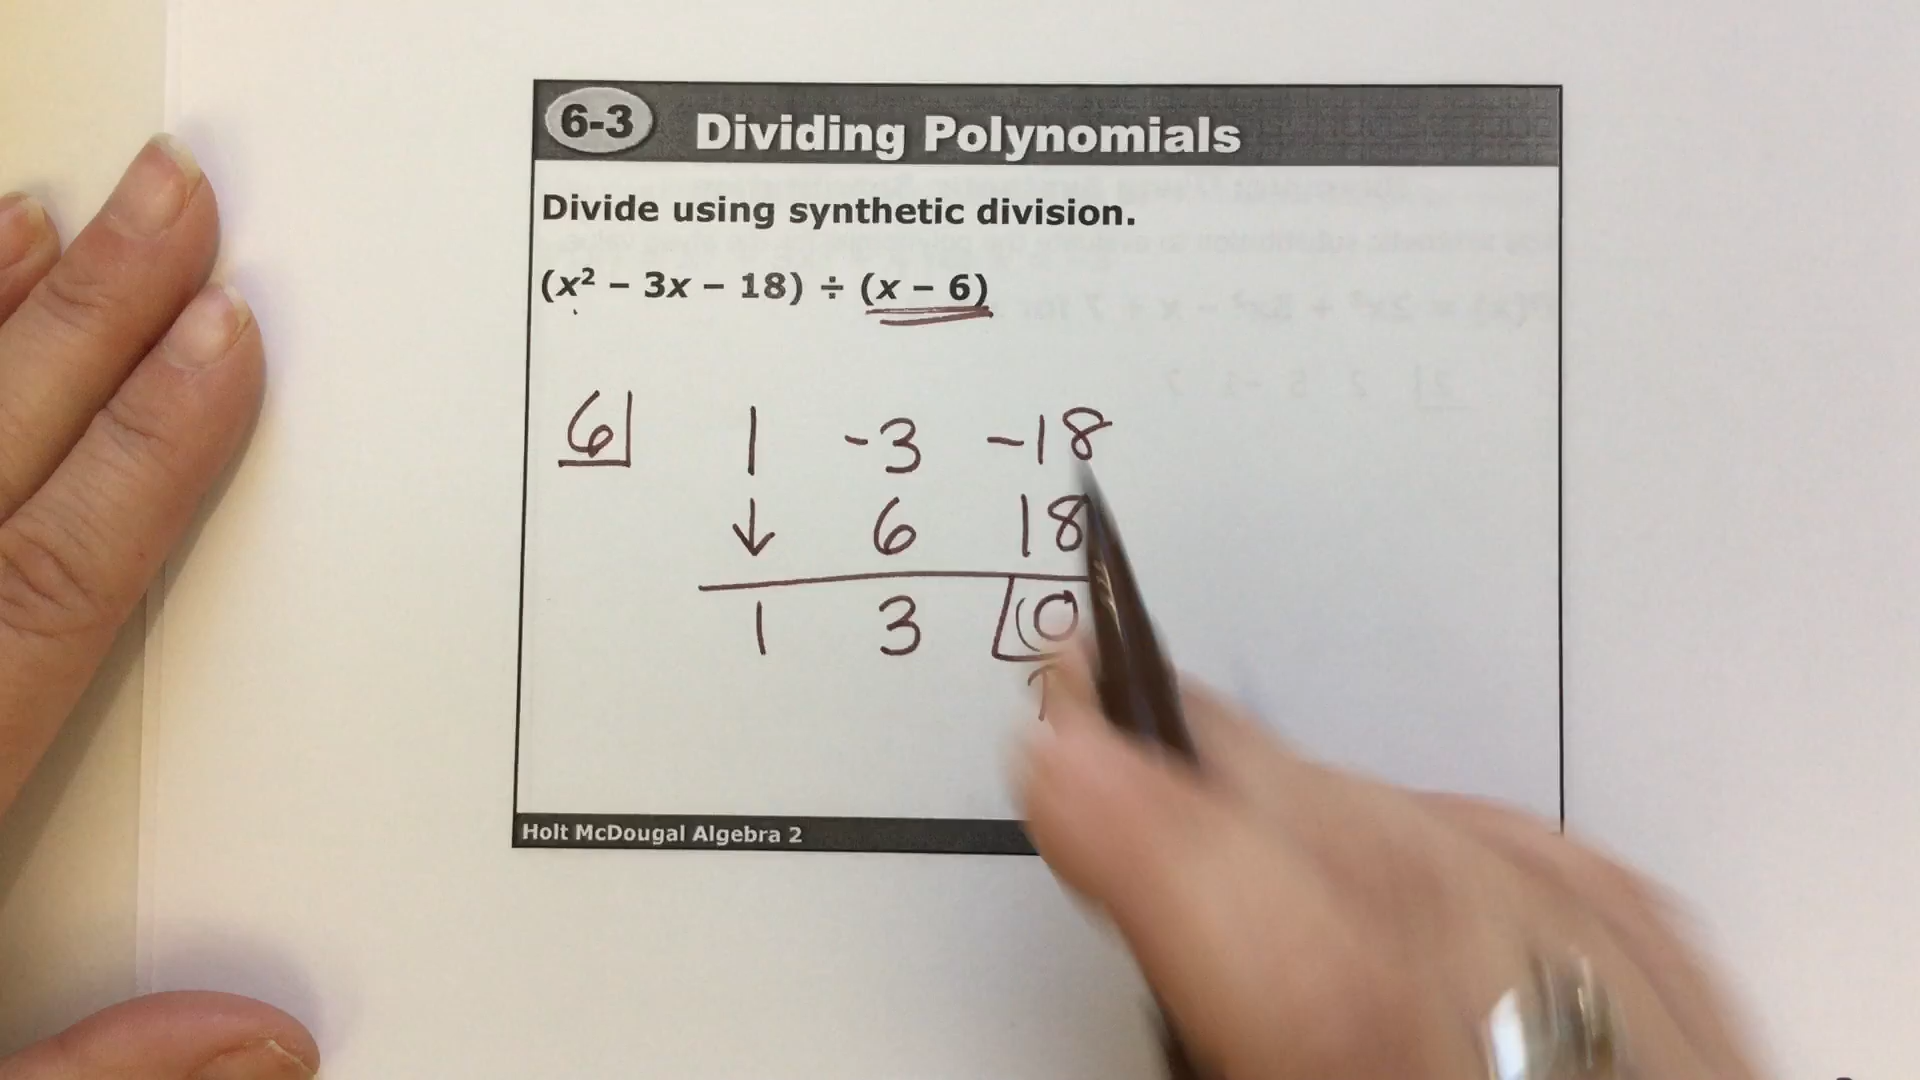 6-3 Dividing Polynomials
Divide using synthetic division.
(x² – 3x – 18) ÷ (x – 6)
6 1 -3 -18
↓ 6 18
1 3 0
Holt McDougal Algebra 2